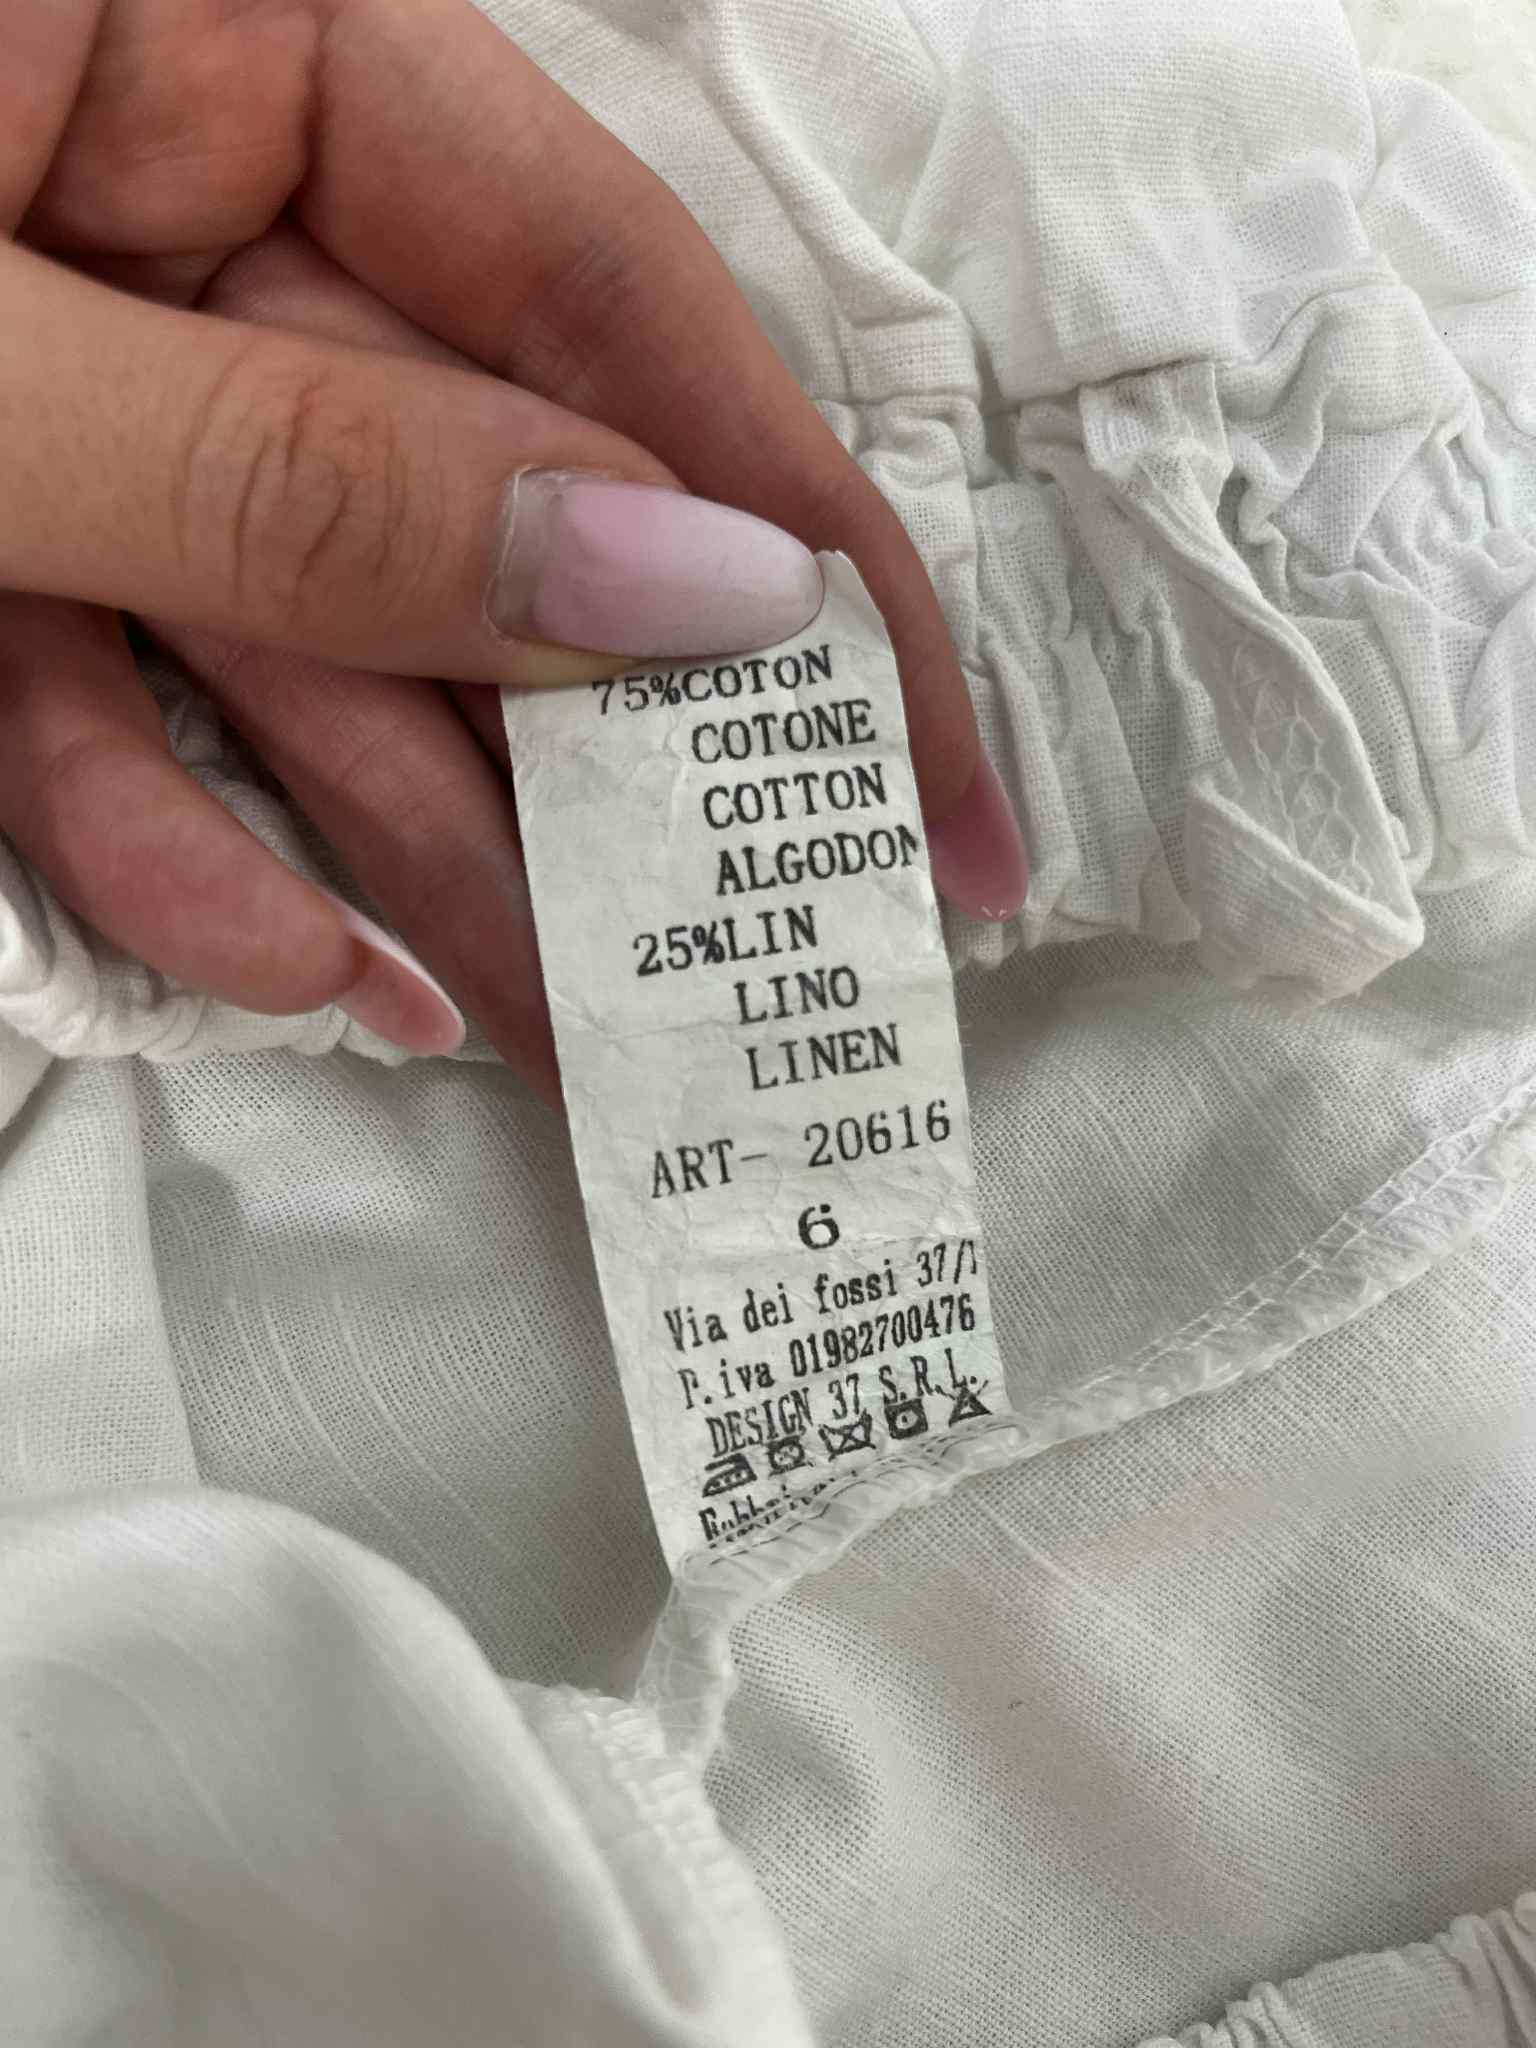 75%COTON
COTONE
COTTON
ALGODON
25%LIN
LINO
LINEN
ART- 20616
6
Via dei fossi 37/
P.iva 01982700476
DESIGN 37 S.R.L.